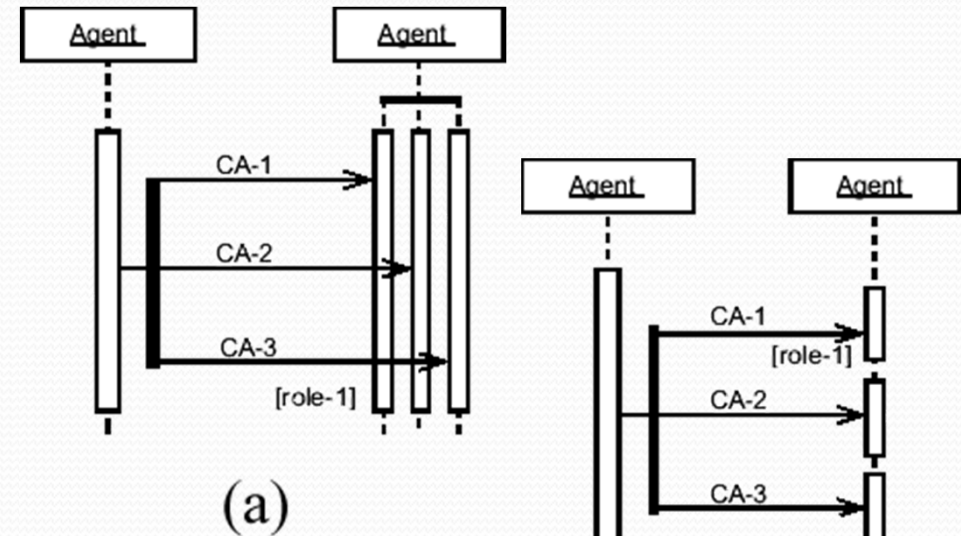 Agent
Agent
CA-1
CA-2
CA-3
[role-1]
(a)
Agent
Agent
CA-1
[role-1]
CA-2
CA-3